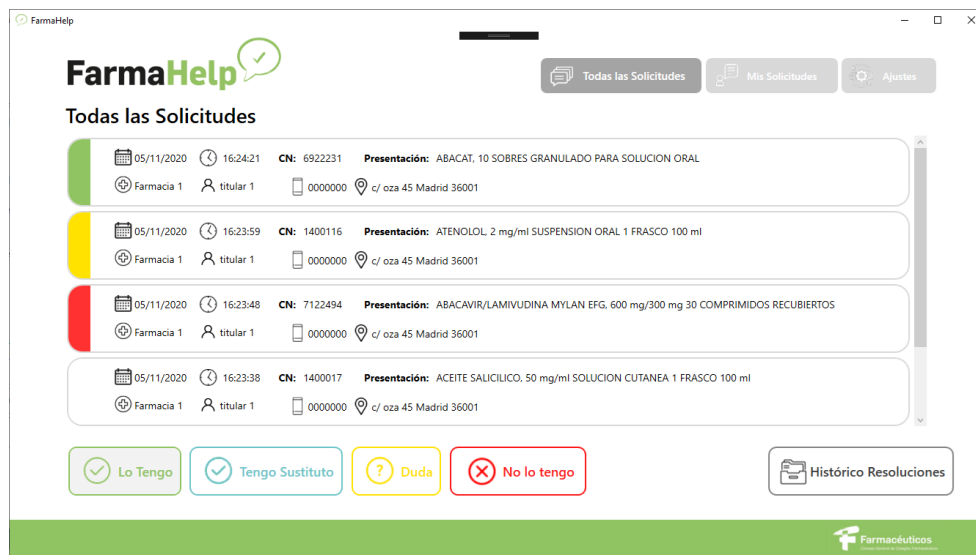 FarmaHelp
FarmaHelp
Todas las Solicitudes
Mis Solicitudes
Ajustes
Todas las Solicitudes
05/11/2020 16:24:21 CN: 6922231 Presentación: ABACAT, 10 SOBRES GRANULADO PARA SOLUCION ORAL
Farmacia 1 titular 1 0000000 c/ oza 45 Madrid 36001
05/11/2020 16:23:59 CN: 1400116 Presentación: ATENOLOL, 2 mg/ml SUSPENSION ORAL 1 FRASCO 100 ml
Farmacia 1 titular 1 0000000 c/ oza 45 Madrid 36001
05/11/2020 16:23:48 CN: 7122494 Presentación: ABACAVIR/LAMIVUDINA MYLAN EFG, 600 mg/300 mg 30 COMPRIMIDOS RECUBIERTOS
Farmacia 1 titular 1 0000000 c/ oza 45 Madrid 36001
05/11/2020 16:23:38 CN: 1400017 Presentación: ACEITE SALICILICO, 50 mg/ml SOLUCION CUTANEA 1 FRASCO 100 ml
Farmacia 1 titular 1 0000000 c/ oza 45 Madrid 36001
Lo Tengo
Tengo Sustituto
? Duda
No lo tengo
Histórico Resoluciones
Farmacéuticos
Consejo General de Colegios Farmacéuticos